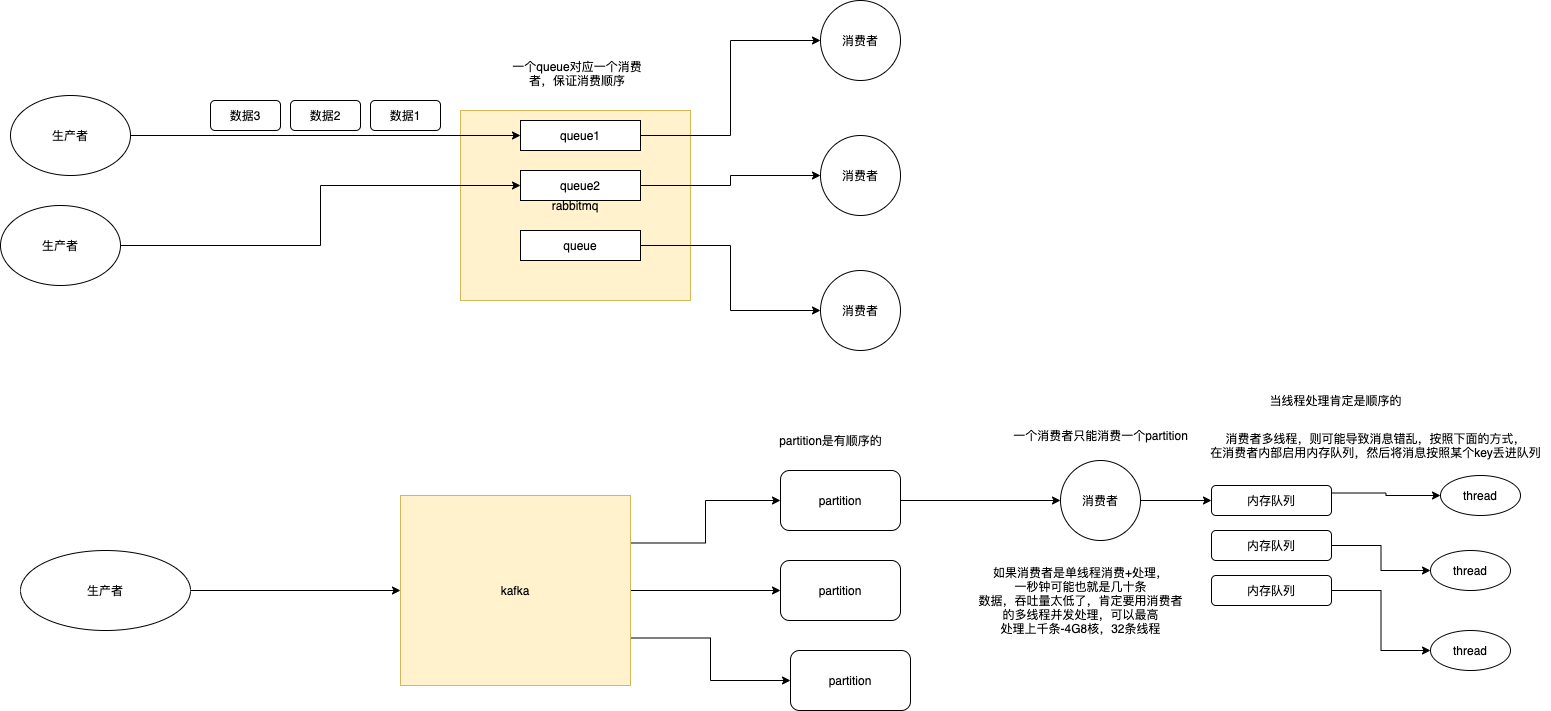 消费者
一个queue对应一个消费
者，保证消费顺序
生产者
数据3
数据2
数据1
queue1
消费者
queue2
rabbitmq
生产者
queue
消费者
当线程处理肯定是顺序的
partition是有顺序的
一个消费者只能消费一个partition
消费者多线程，则可能导致消息错乱，按照下面的方式，
在消费者内部启用内存队列，然后将消息按照某个key丢进队列
partition
消费者
内存队列
thread
内存队列
生产者
kafka
partition
如果消费者是单线程消费+处理，
一秒钟可能也就是几十条
数据，吞吐量太低了，肯定要用消费者
的多线程并发处理，可以最高
处理上千条-4G8核，32条线程
内存队列
thread
partition
thread